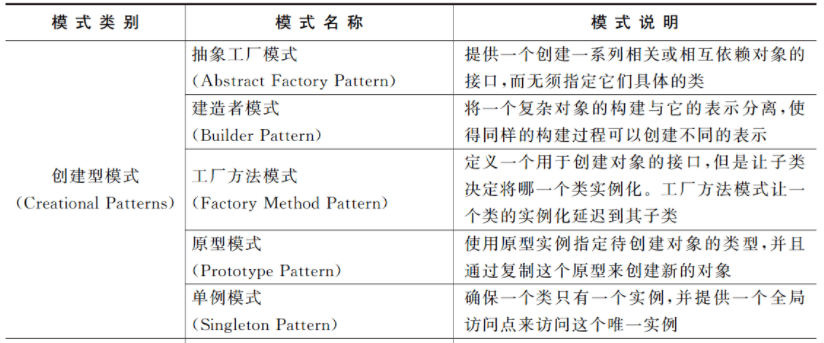 模式类别 模式名称 模式说明
抽象工厂模式
（Abstract Factory Pattern）
提供一个创建一系列相关或相互依赖对象的
接口，而无须指定它们具体的类
建造者模式
（Builder Pattern）
将一个复杂对象的构建与它的表示分离，使
得同样的构建过程可以创建不同的表示
创建型模式
（Creational Patterns）
工厂方法模式
（Factory Method Pattern）
定义一个用于创建对象的接口，但是让子类
决定将哪一个类实例化。工厂方法模式让一
个类的实例化延迟到其子类
原型模式
（Prototype Pattern）
使用原型实例指定待创建对象的类型，并且
通过复制这个原型来创建新的对象
单例模式
（Singleton Pattern）
确保一个类只有一个实例，并提供一个全局
访问点来访问这个唯一实例